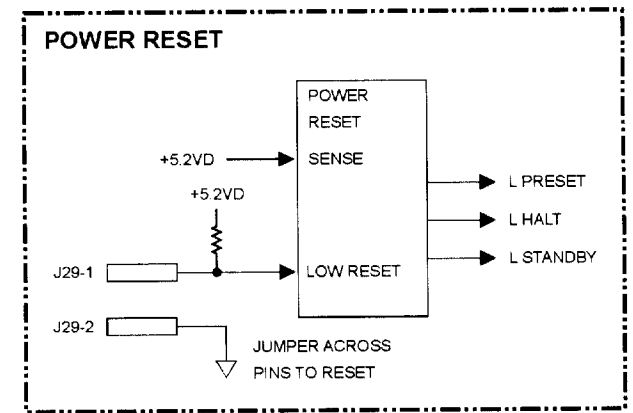 POWER RESET
POWER
RESET
+5.2VD
SENSE
+5.2VD
L PRESET
L HALT
L STANDBY
J29-1
LOW RESET
J29-2
JUMPER ACROSS
PINS TO RESET